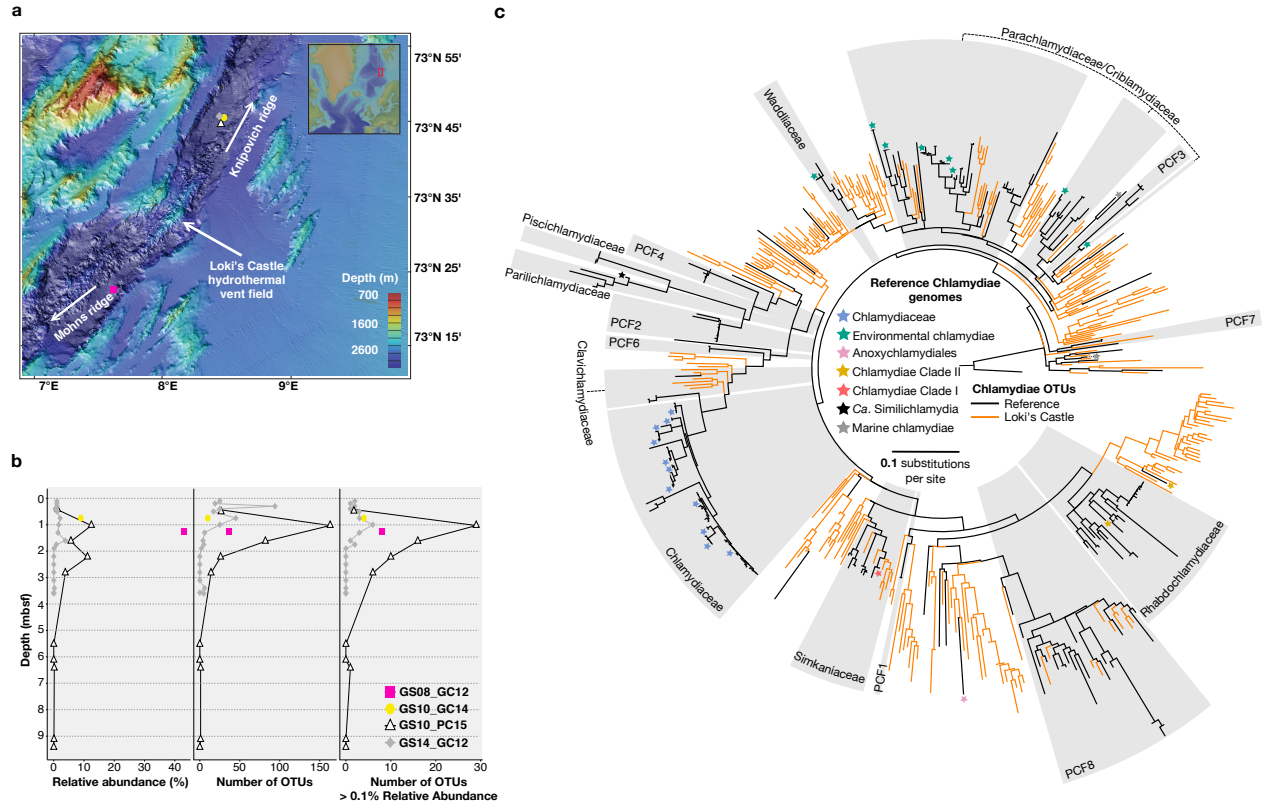 a
73°N 55'
73°N 45'
73°N 35'
73°N 25'
73°N 15'
Knipovich ridge
Loki's Castle
hydrothermal
vent field
Mohns ridge
Depth (m)
700
1600
2600
7°E
8°E
9°E
b
Depth (mbsf)
0
1
2
3
4
5
6
7
8
9
0 10 20 30 40
Relative abundance (%)
0 50 100 150
Number of OTUs
0 10 20 30
Number of OTUs
> 0.1% Relative Abundance
GS08_GC12
GS10_GC14
GS10_PC15
GS14_GC12
c
Parachlamydiaceae/Criblamydiaceae
Waddliaceae
PCF3
Piscichlamydiaceae
PCF4
Parilichlamydiaceae
PCF2
PCF6
PCF7
Clavichlamydiaceae
Chlamydiaceae
Simkaniaceae
PCF1
PCF8
Rhabdochlamydiaceae
Reference Chlamydiae
genomes
Chlamydiaceae
Environmental chlamydiae
Anoxychlamydiales
Chlamydiae Clade II
Chlamydiae Clade I
Ca. Similichlamydia
Marine chlamydiae
Chlamydiae OTUs
Reference
Loki's Castle
0.1 substitutions
per site